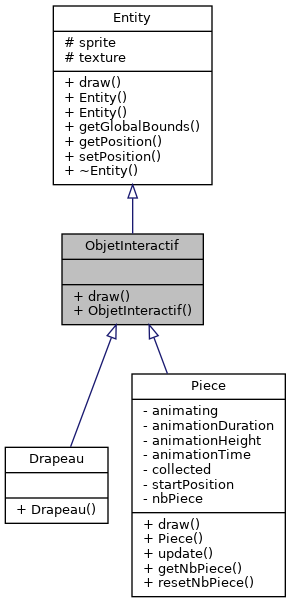 Entity
# sprite
# texture
+ draw()
+ Entity()
+ Entity()
+ getGlobalBounds()
+ getPosition()
+ setPosition()
+ ~Entity()
ObjetInteractif
+ draw()
+ ObjetInteractif()
Drapeau
+ Drapeau()
Piece
- animating
- animationDuration
- animationHeight
- animationTime
- collected
- startPosition
- nbPiece
+ draw()
+ Piece()
+ update()
+ getNbPiece()
+ resetNbPiece()